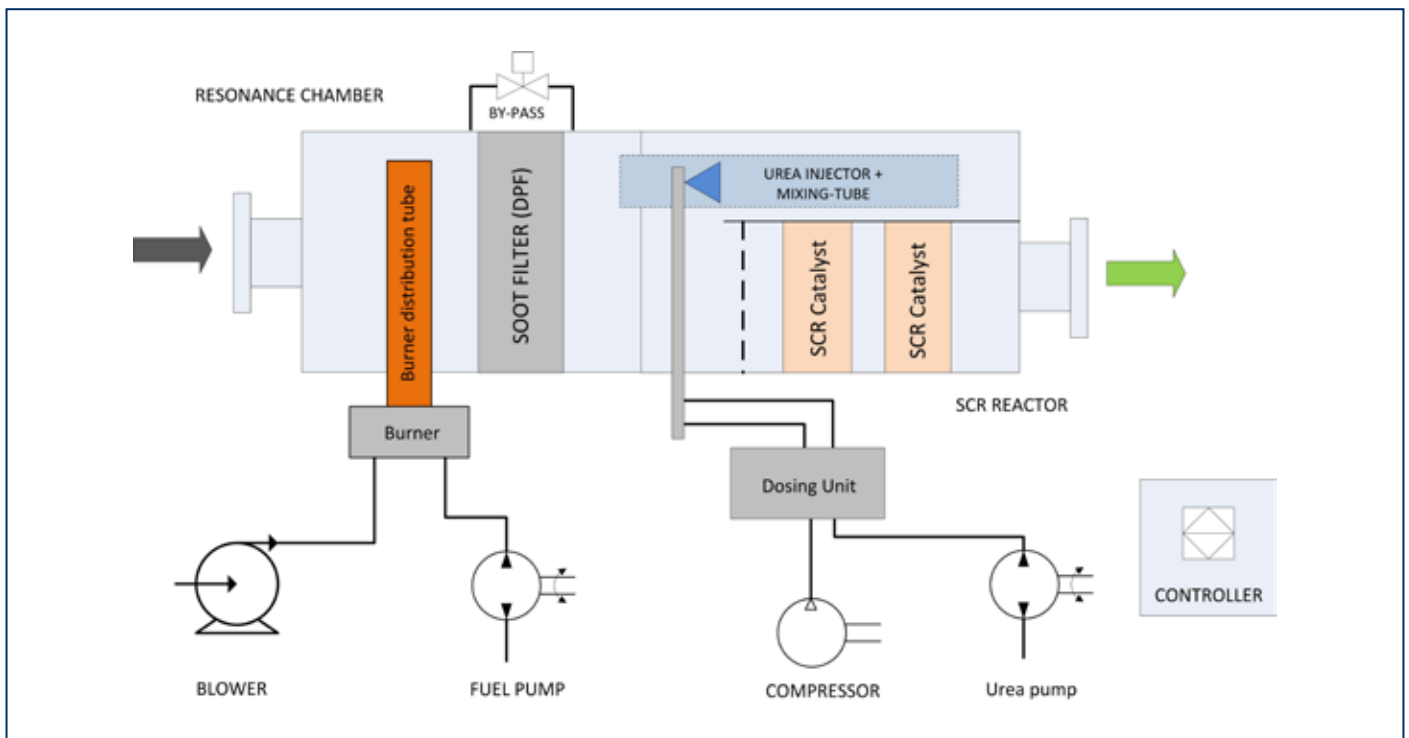 RESONANCE CHAMBER
BY-PASS
Burner distribution tube
SOOT FILTER (DPF)
UREA INJECTOR +
MIXING-TUBE
SCR Catalyst
SCR Catalyst
SCR REACTOR
Burner
Dosing Unit
CONTROLLER
BLOWER
FUEL PUMP
COMPRESSOR
Urea pump